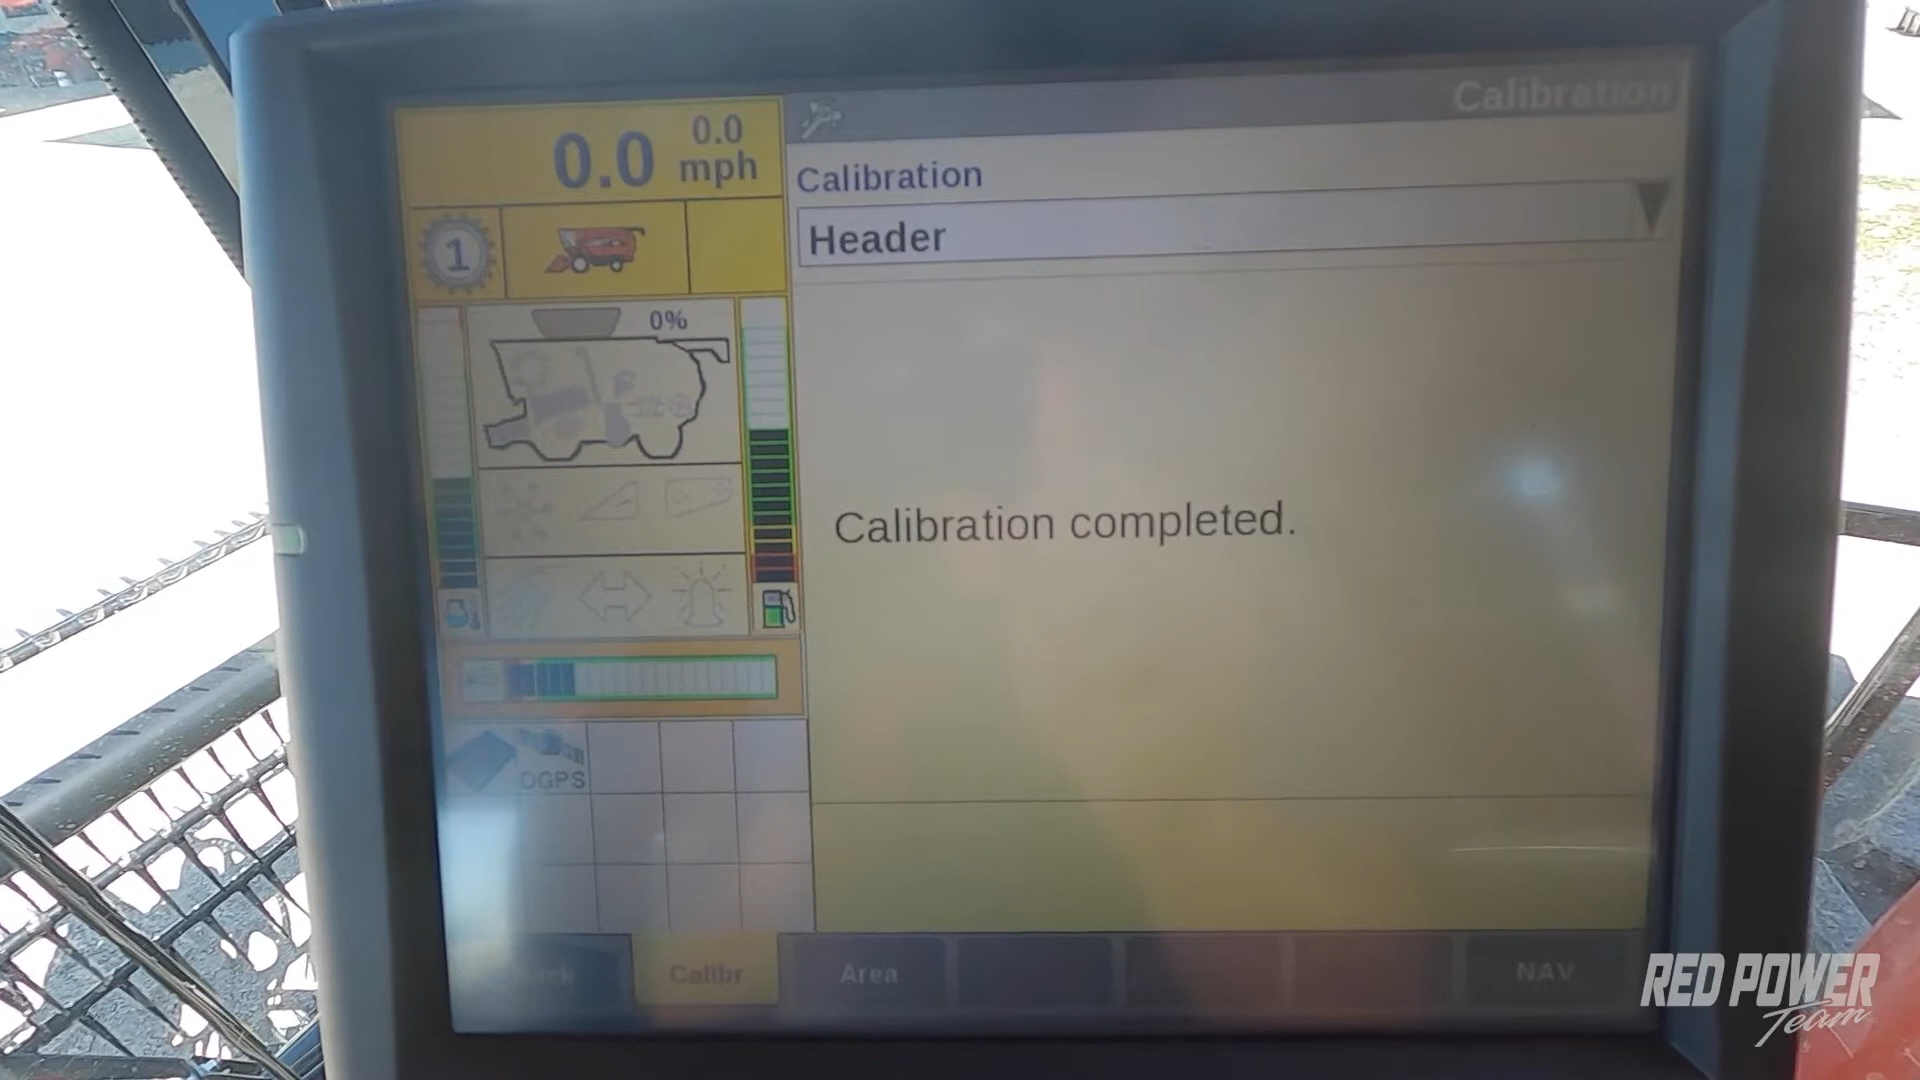 Calibration
0.0
0.0
mph
Calibration
Header
1
0%
Calibration completed.
DGPS
Calibr
Area
NAV
RED POWER
Team